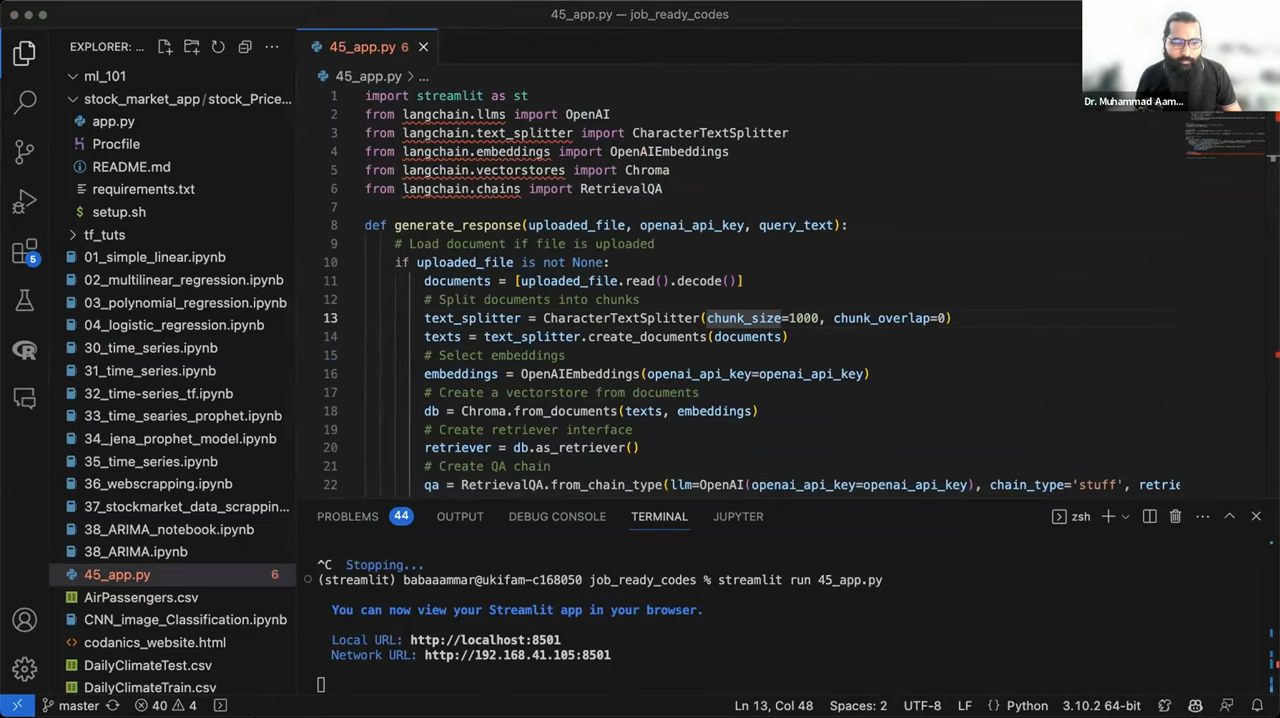 45_app.py — job_ready_codes
EXPLORER: ...
ml_101
stock_market_app / stock_Price...
app.py
Procfile
README.md
requirements.txt
setup.sh
tf_tuts
01_simple_linear.ipynb
02_multilinear_regression.ipynb
03_polynomial_regression.ipynb
04_logistic_regression.ipynb
30_time_series.ipynb
31_time_series.ipynb
32_time-series_tf.ipynb
33_time_searies_prophet.ipynb
34_jena_prophet_model.ipynb
35_time_series.ipynb
36_webscrapping.ipynb
37_stockmarket_data_scrappin...
38_ARIMA_notebook.ipynb
38_ARIMA.ipynb
45_app.py 6
AirPassengers.csv
CNN_image_Classification.ipynb
codanics_website.html
DailyClimateTest.csv
DailyClimateTrain.csv
5
45_app.py 6
45_app.py > ...
1 import streamlit as st
2 from langchain.llms import OpenAI
3 from langchain.text_splitter import CharacterTextSplitter
4 from langchain.embeddings import OpenAIEmbeddings
5 from langchain.vectorstores import Chroma
6 from langchain.chains import RetrievalQA
7
8 def generate_response(uploaded_file, openai_api_key, query_text):
9 # Load document if file is uploaded
10 if uploaded_file is not None:
11 documents = [uploaded_file.read().decode()]
12 # Split documents into chunks
13 text_splitter = CharacterTextSplitter(chunk_size=1000, chunk_overlap=0)
14 texts = text_splitter.create_documents(documents)
15 # Select embeddings
16 embeddings = OpenAIEmbeddings(openai_api_key=openai_api_key)
17 # Create a vectorstore from documents
18 db = Chroma.from_documents(texts, embeddings)
19 # Create retriever interface
20 retriever = db.as_retriever()
21 # Create QA chain
22 qa = RetrievalQA.from_chain_type(llm=OpenAI(openai_api_key=openai_api_key), chain_type='stuff', retrie
Dr. Muhammad Aam...
PROBLEMS 44 OUTPUT DEBUG CONSOLE TERMINAL JUPYTER zsh
^C Stopping...
(streamlit) babaaammar@ukifam-c168050 job_ready_codes % streamlit run 45_app.py
You can now view your Streamlit app in your browser.
Local URL: http://localhost:8501
Network URL: http://192.168.41.105:8501
master 40 4 Ln 13, Col 48 Spaces: 2 UTF-8 LF Python 3.10.2 64-bit